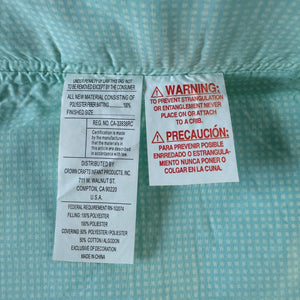 UNDER PENALTY OF LAW THIS TAG NOT
TO BE REMOVED EXCEPT BY THE CONSUMER
ALL NEW MATERIAL CONSISTING OF
POLYESTER FIBER BATTING 100%
FINISHED SIZE:
REG. NO. CA-33936RC
Certification is made by
the manufacturer that
the materials in this
article are described in
accordance with law.
DISTRIBUTED BY
CROWN CRAFTS INFANT PRODUCTS, INC.
711 W. WALNUT ST.
COMPTON, CA 90220
U.S.A.
FEDERAL REQUIREMENT RN-102074
FILLING: 100% POLYESTER
100% POLYESTER
COVERING: 50% POLYESTER
50% COTTON/ALGODON
EXCLUSIVE OF DECORATION
MADE IN CHINA
WARNING:
TO PREVENT STRANGULATION
OR ENTANGLEMENT NEVER
PLACE ON OR ATTACH
TO A CRIB.
PRECAUCIÓN:
PARA PREVENIR POSIBLE
ENRREDADO O ESTRANGULA-
MIENTO NUNCA PONER O
COLGAR EN LA CUNA.